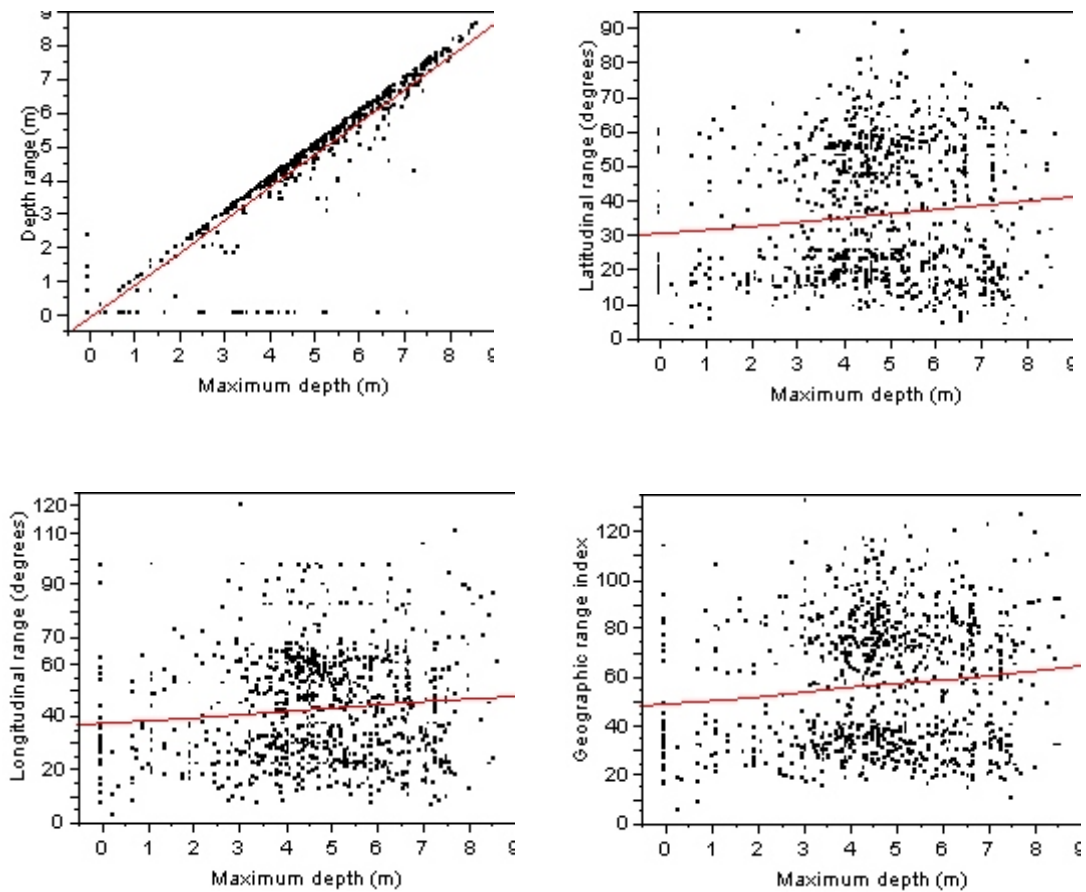 9
8
7
6
5
4
3
2
1
0
Depth range (m)
0 1 2 3 4 5 6 7 8 9
Maximum depth (m)
90
80
70
60
50
40
30
20
10
0
Latitudinal range (degrees)
0 1 2 3 4 5 6 7 8 9
Maximum depth (m)
120
110
90
70
60
40
20
0
Longitudinal range (degrees)
0 1 2 3 4 5 6 7 8 9
Maximum depth (m)
120
100
80
60
40
20
0
Geographic range index
0 1 2 3 4 5 6 7 8 9
Maximum depth (m)